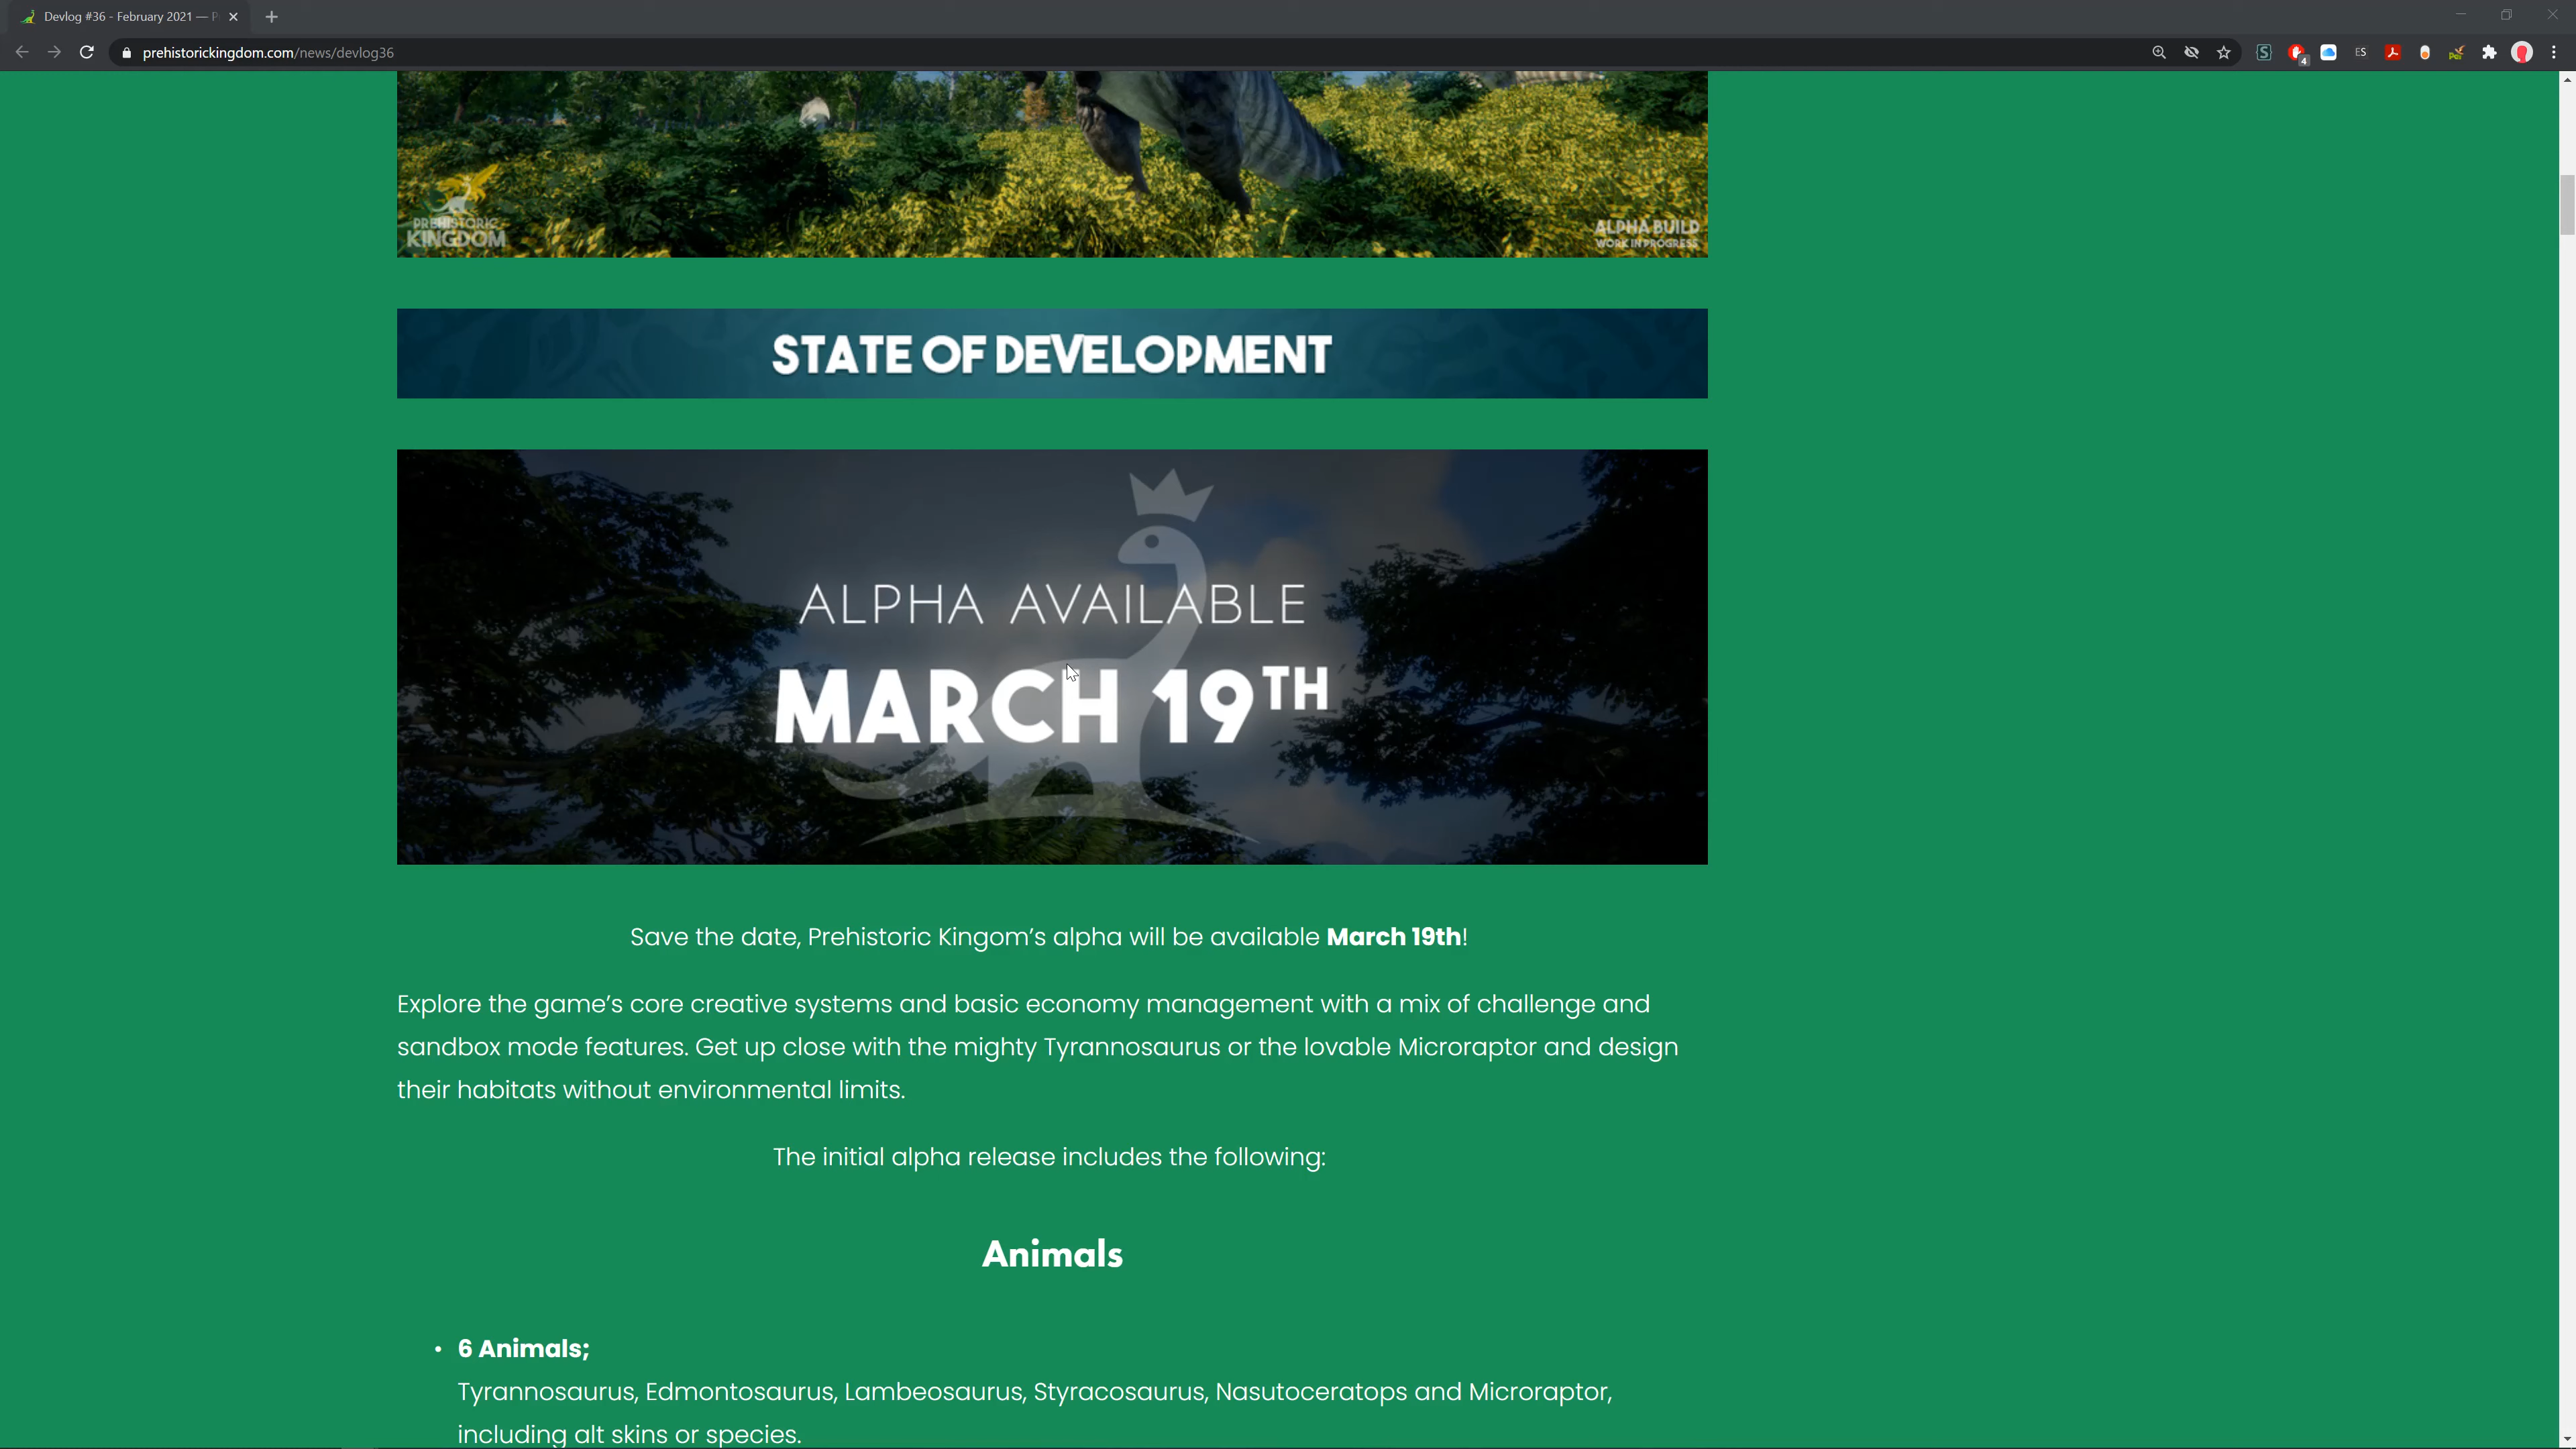 Devlog #36 - February 2021 — P
prehistorickingdom.com/news/devlog36
4
ES
PREHISTORIC
KINGDOM
ALPHA BUILD
WORK IN PROGRESS
STATE OF DEVELOPMENT
ALPHA AVAILABLE
MARCH 19TH
Save the date, Prehistoric Kingom’s alpha will be available March 19th!
Explore the game’s core creative systems and basic economy management with a mix of challenge and
sandbox mode features. Get up close with the mighty Tyrannosaurus or the lovable Microraptor and design
their habitats without environmental limits.
The initial alpha release includes the following:
Animals
• 6 Animals;
Tyrannosaurus, Edmontosaurus, Lambeosaurus, Styracosaurus, Nasutoceratops and Microraptor,
including alt skins or species.